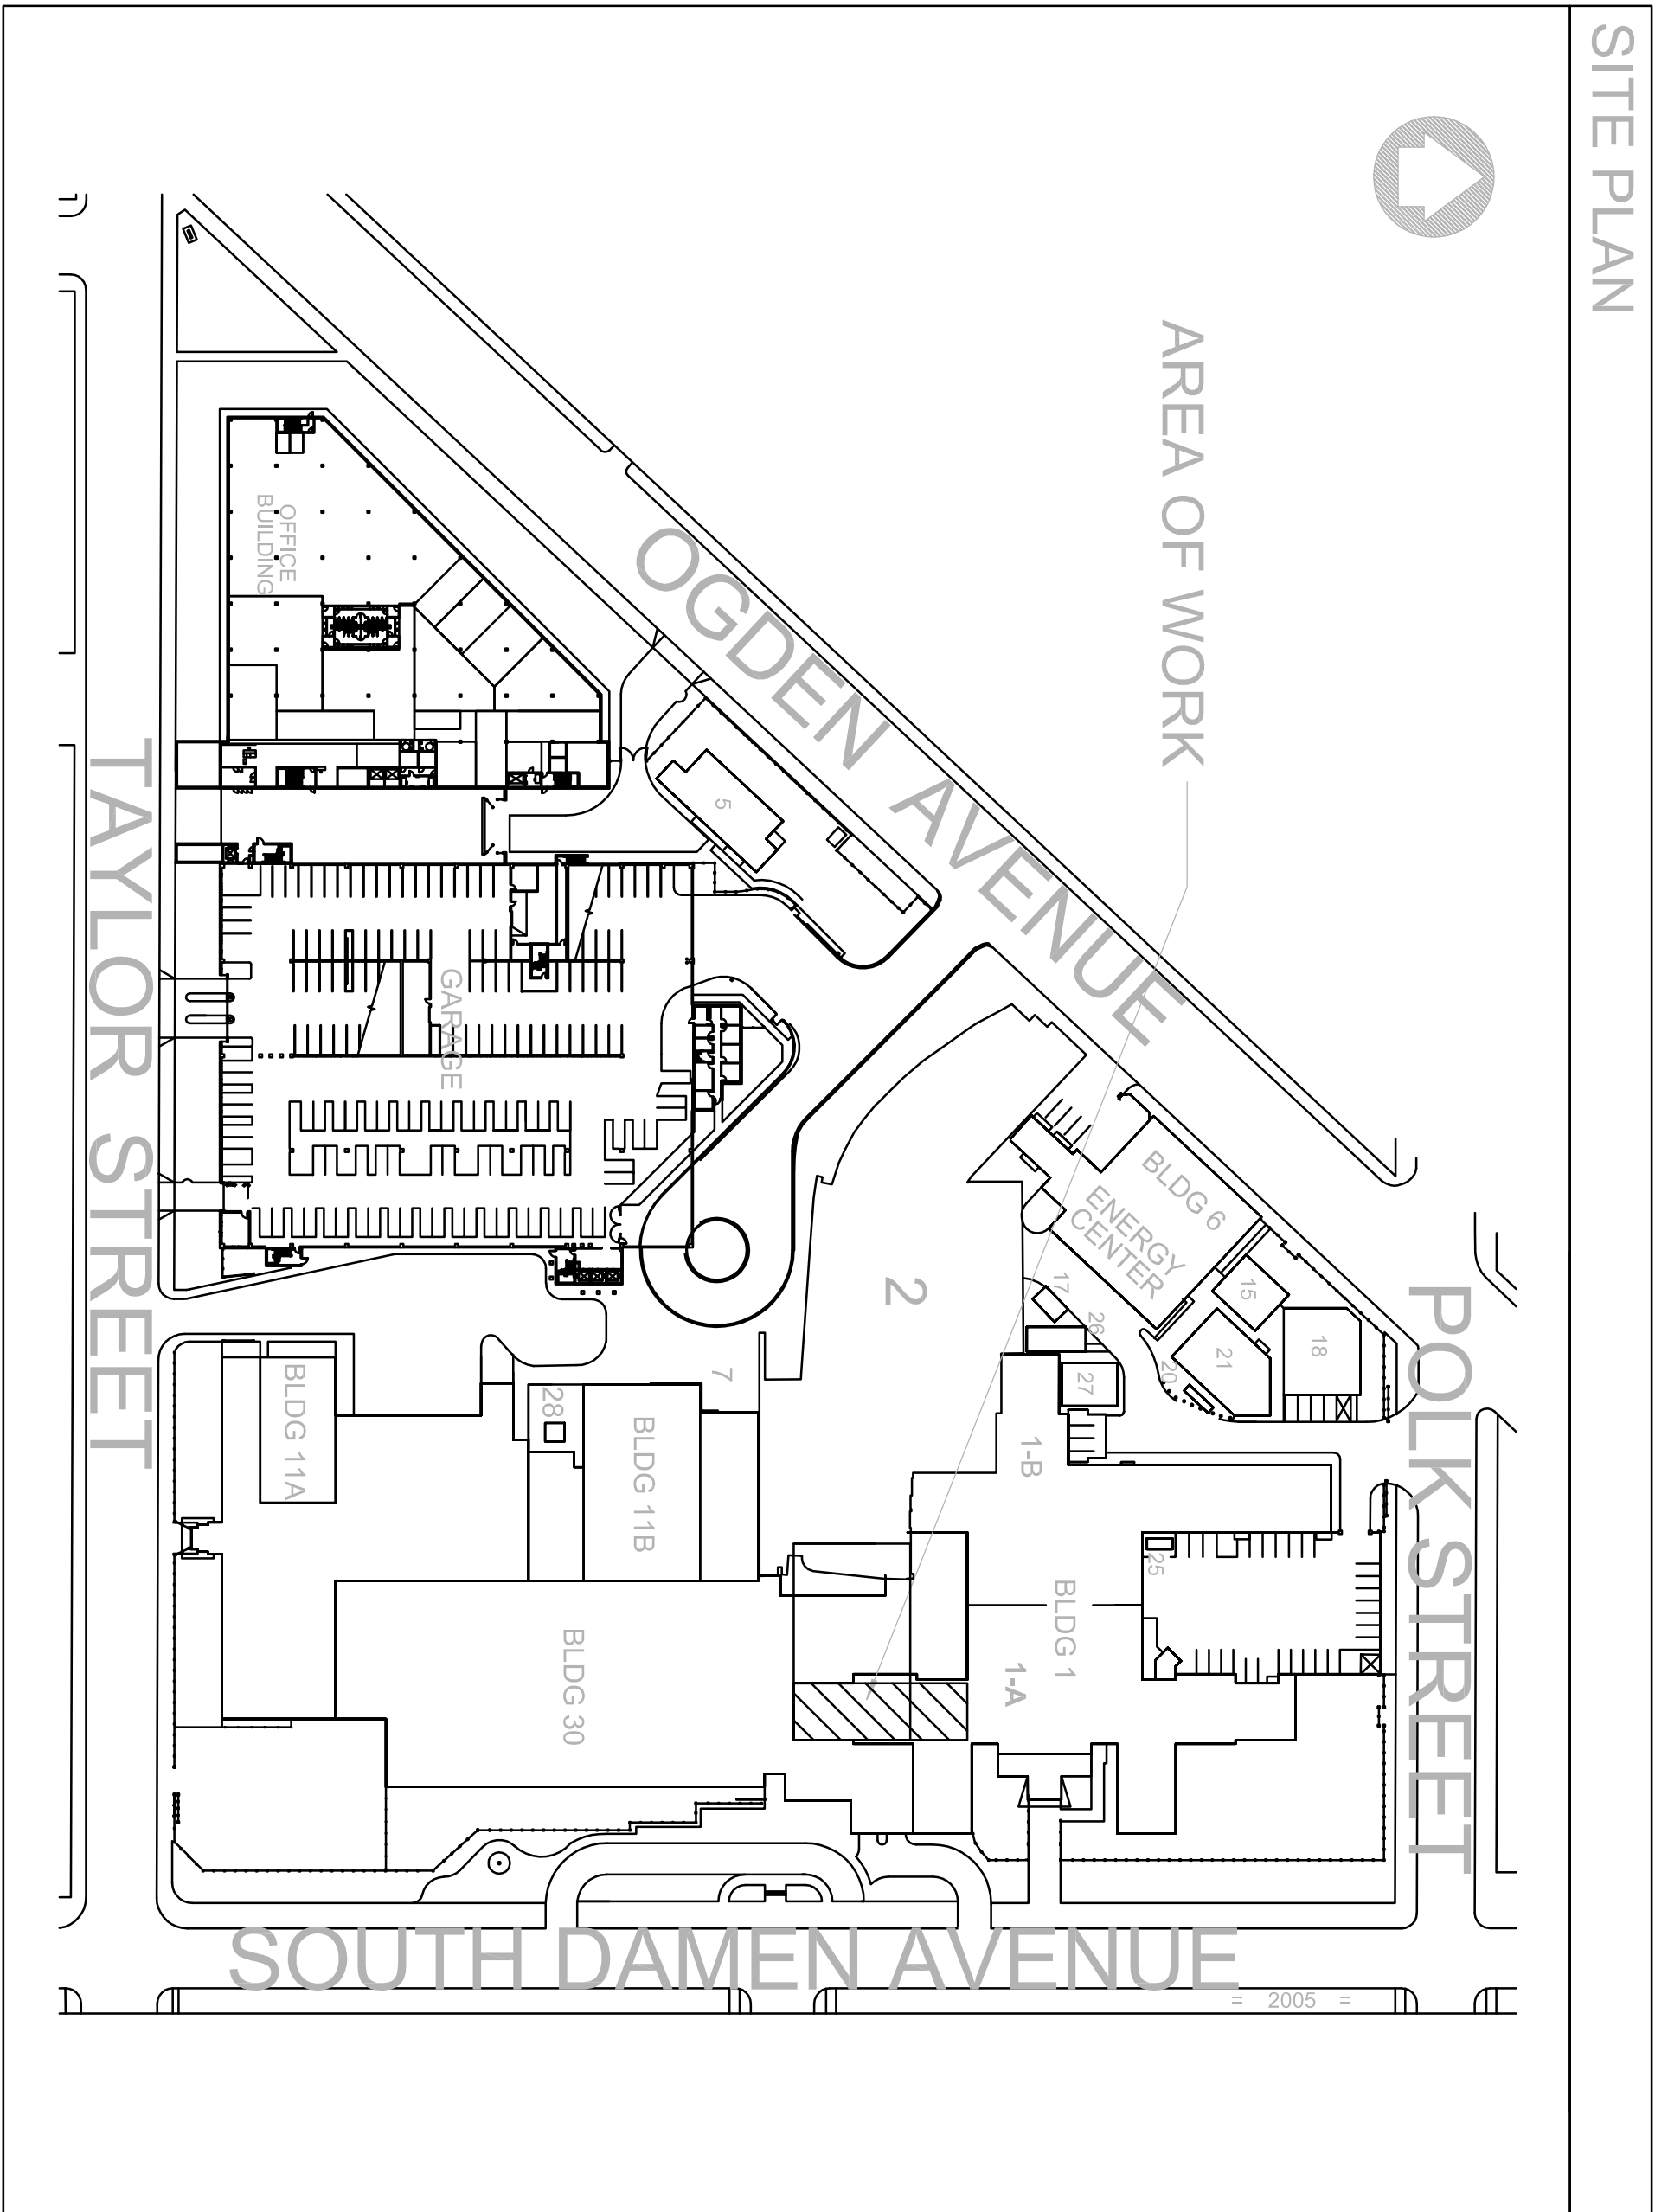 SITE PLAN
AREA OF WORK
POLK STREET
OGDEN AVENUE
BLDG 6
ENERGY
CENTER
15
18
21
20
17
26
27
5
OFFICE
BUILDING
GARAGE
2
7
1-B
25
BLDG 1
1-A
28
BLDG 11B
BLDG 11A
BLDG 30
TAYLOR STREET
SOUTH DAMEN AVENUE
= 2005 =